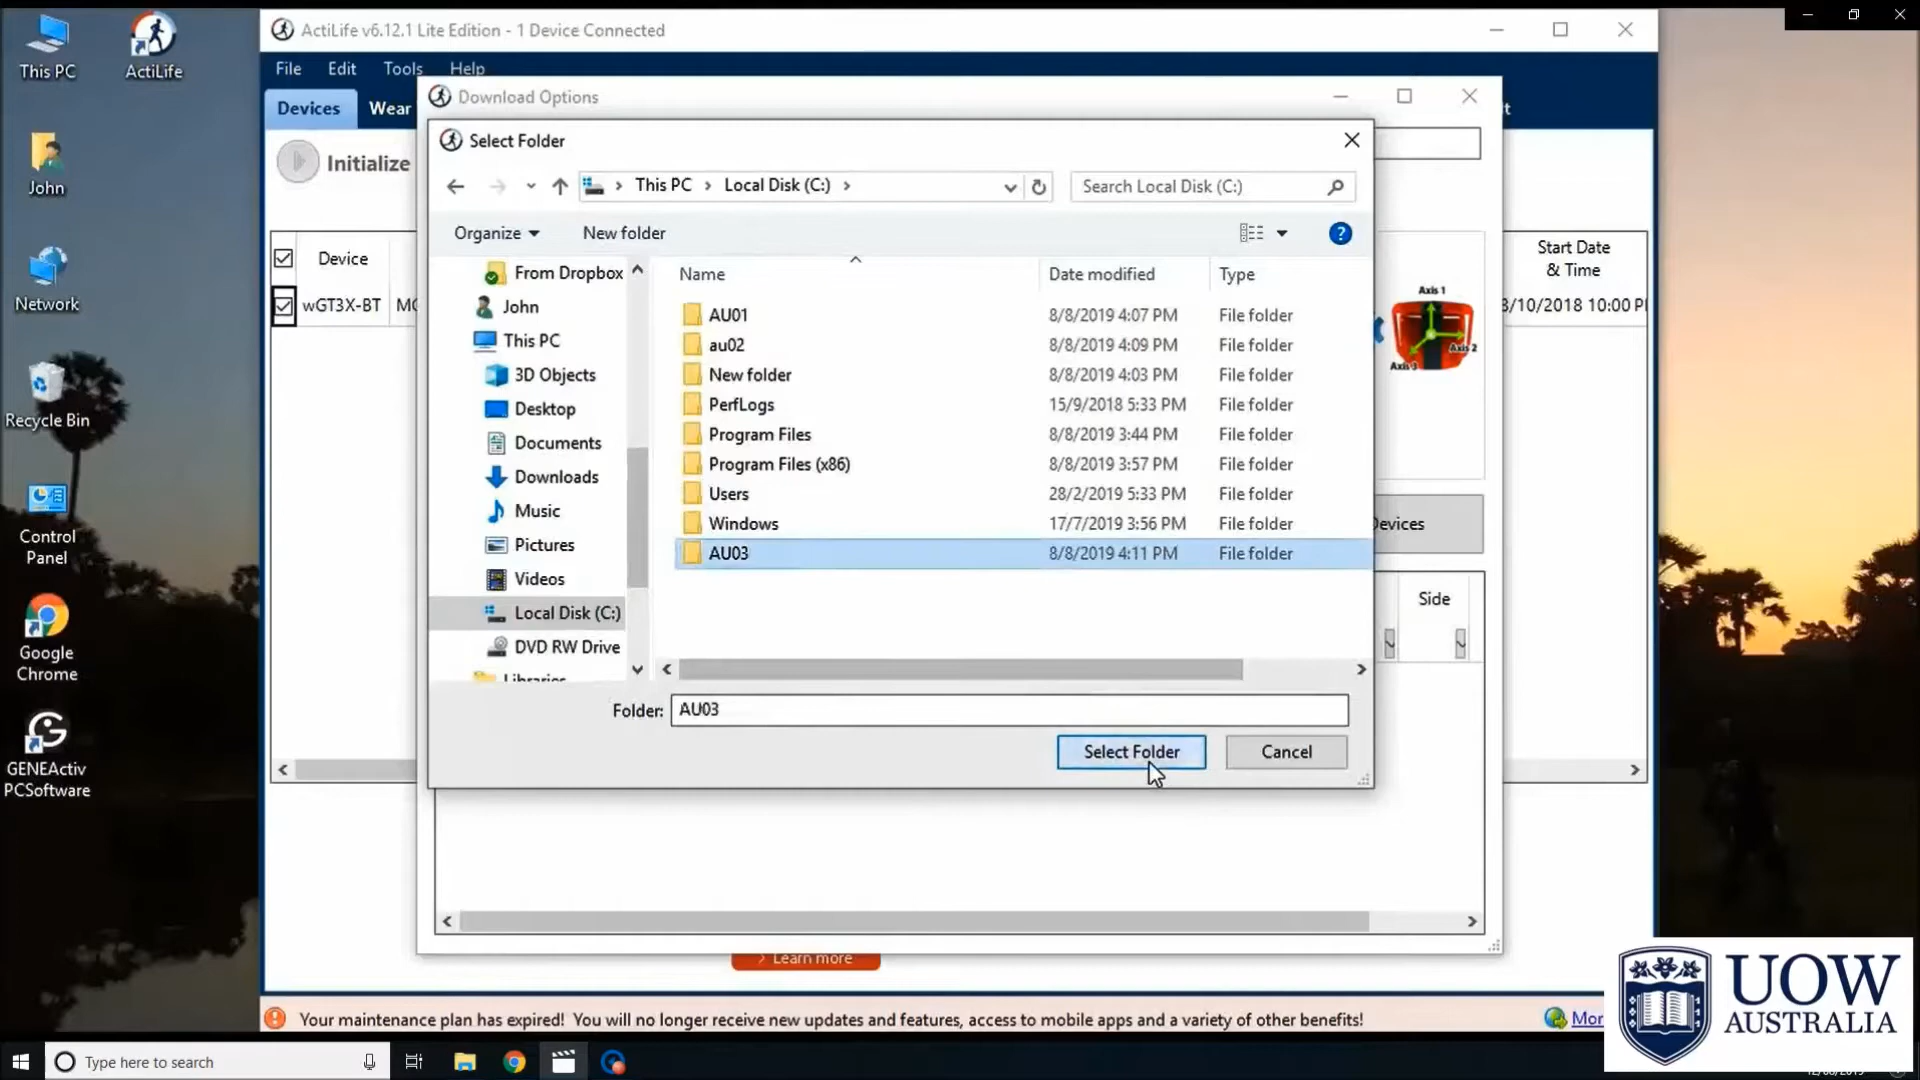 This PC
ActiLife
John
Network
Recycle Bin
Control
Panel
Google
Chrome
GENEActiv
PCSoftware
ActiLife v6.12.1 Lite Edition - 1 Device Connected
File Edit Tools Help
Devices Wear
Initialize
Device
wGT3X-BT
Start Date
& Time
/10/2018 10:00 P
Download Options
Axis 1
Axis 2
Axis 3
Devices
Side
Select Folder
This PC › Local Disk (C:) ›
Search Local Disk (C:)
Organize New folder
From Dropbox
John
This PC
3D Objects
Desktop
Documents
Downloads
Music
Pictures
Videos
Local Disk (C:)
DVD RW Drive
Libraries
Name Date modified Type
AU01 8/8/2019 4:07 PM File folder
au02 8/8/2019 4:09 PM File folder
New folder 8/8/2019 4:03 PM File folder
PerfLogs 15/9/2018 5:33 PM File folder
Program Files 8/8/2019 3:44 PM File folder
Program Files (x86) 8/8/2019 3:57 PM File folder
Users 28/2/2019 5:33 PM File folder
Windows 17/7/2019 3:56 PM File folder
AU03 8/8/2019 4:11 PM File folder
Folder: AU03
Select Folder Cancel
› Learn more
Your maintenance plan has expired! You will no longer receive new updates and features, access to mobile apps and a variety of other benefits!
Mor
UOW
AUSTRALIA
Type here to search